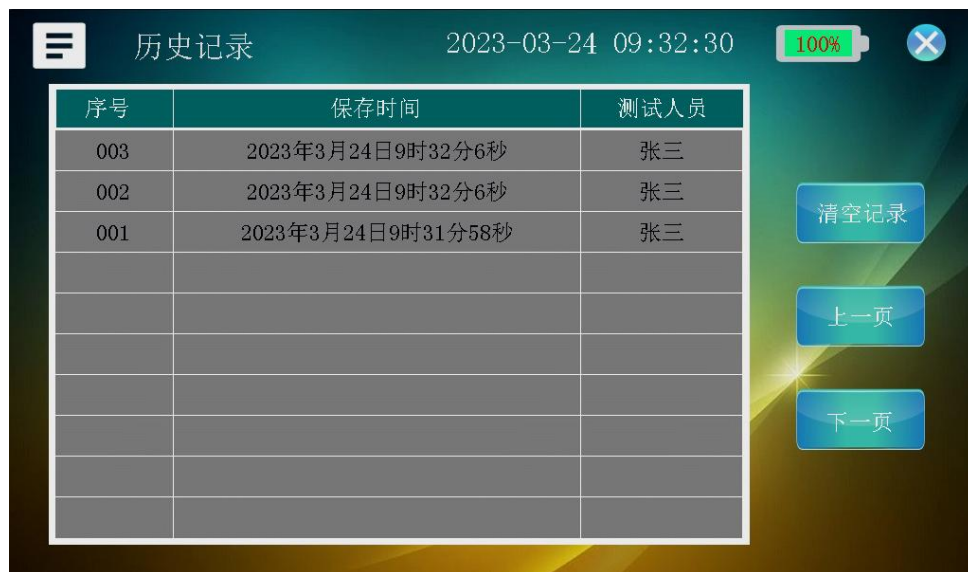 历史记录 2023-03-24 09:32:30 100%
序号 保存时间 测试人员
003 2023年3月24日9时32分6秒 张三
002 2023年3月24日9时32分6秒 张三
001 2023年3月24日9时31分58秒 张三
清空记录
上一页
下一页